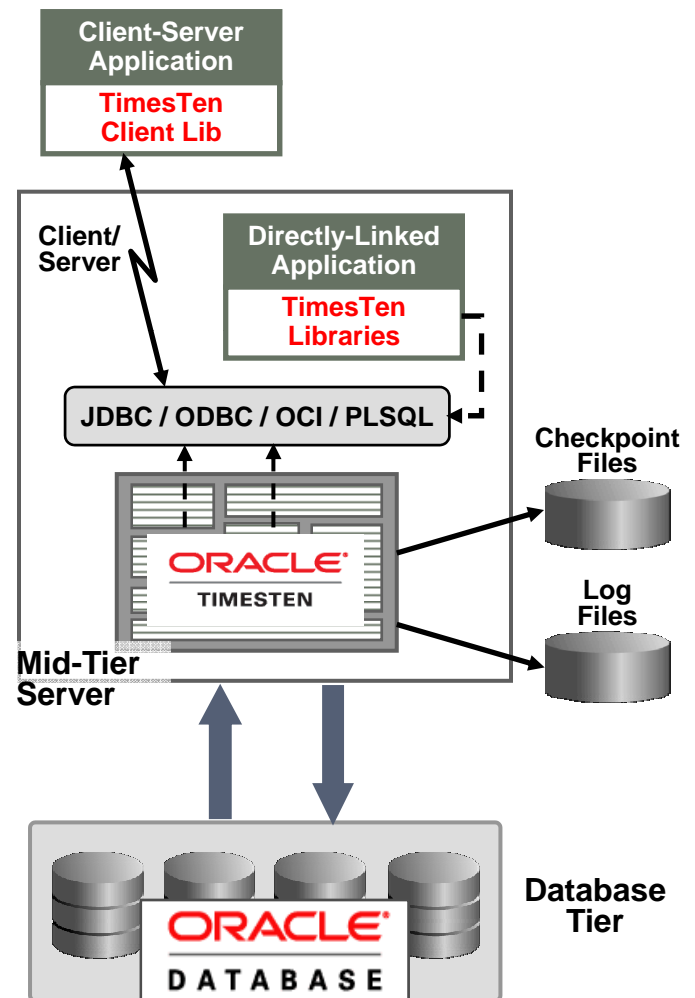 Client-Server
Application
TimesTen
Client Lib
Client/
Server
Directly-Linked
Application
TimesTen
Libraries
JDBC / ODBC / OCI / PLSQL
Checkpoint
Files
ORACLE®
TIMESTEN
Log
Files
Mid-Tier
Server
Database
Tier
ORACLE®
DATABASE